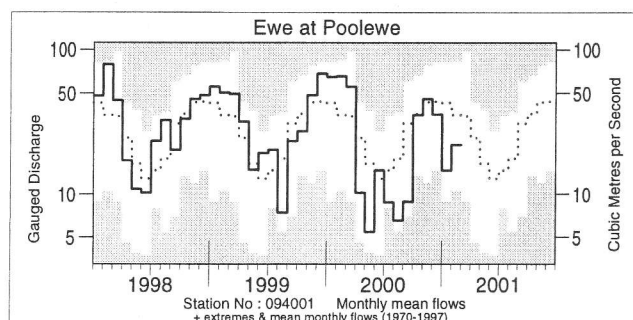 Ewe at Poolewe
100
50
10
5
Gauged Discharge
100
50
10
5
Cubic Metres per Second
1998 1999 2000 2001
Station No : 094001 Monthly mean flows
+ extremes & mean monthly flows (1970-1997)